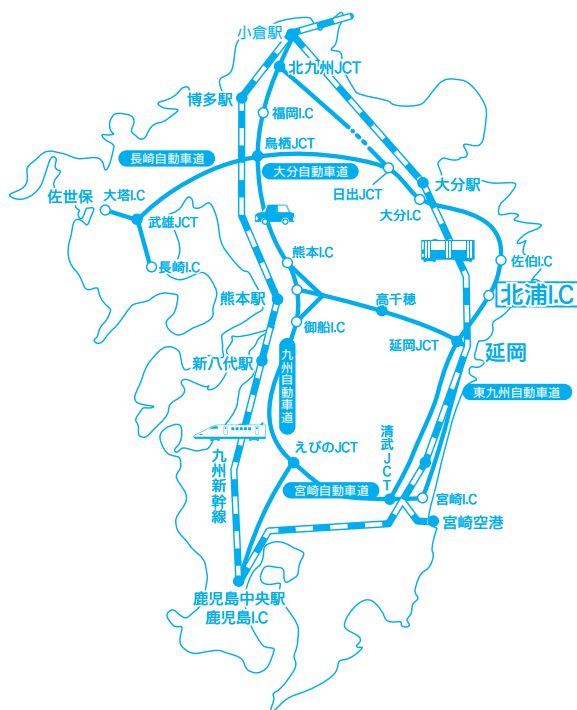 小倉駅
北九州JCT
博多駅
福岡I.C
鳥栖JCT
長崎自動車道
大分自動車道
日出JCT
大分駅
大分I.C
佐世保
大塔I.C
武雄JCT
長崎I.C
熊本I.C
佐伯I.C
北浦I.C
熊本駅
高千穂
御船I.C
延岡JCT
延岡
新八代駅
九州自動車道
東九州自動車道
清武JCT
えびのJCT
九州新幹線
宮崎自動車道
宮崎I.C
宮崎空港
鹿児島中央駅
鹿児島I.C